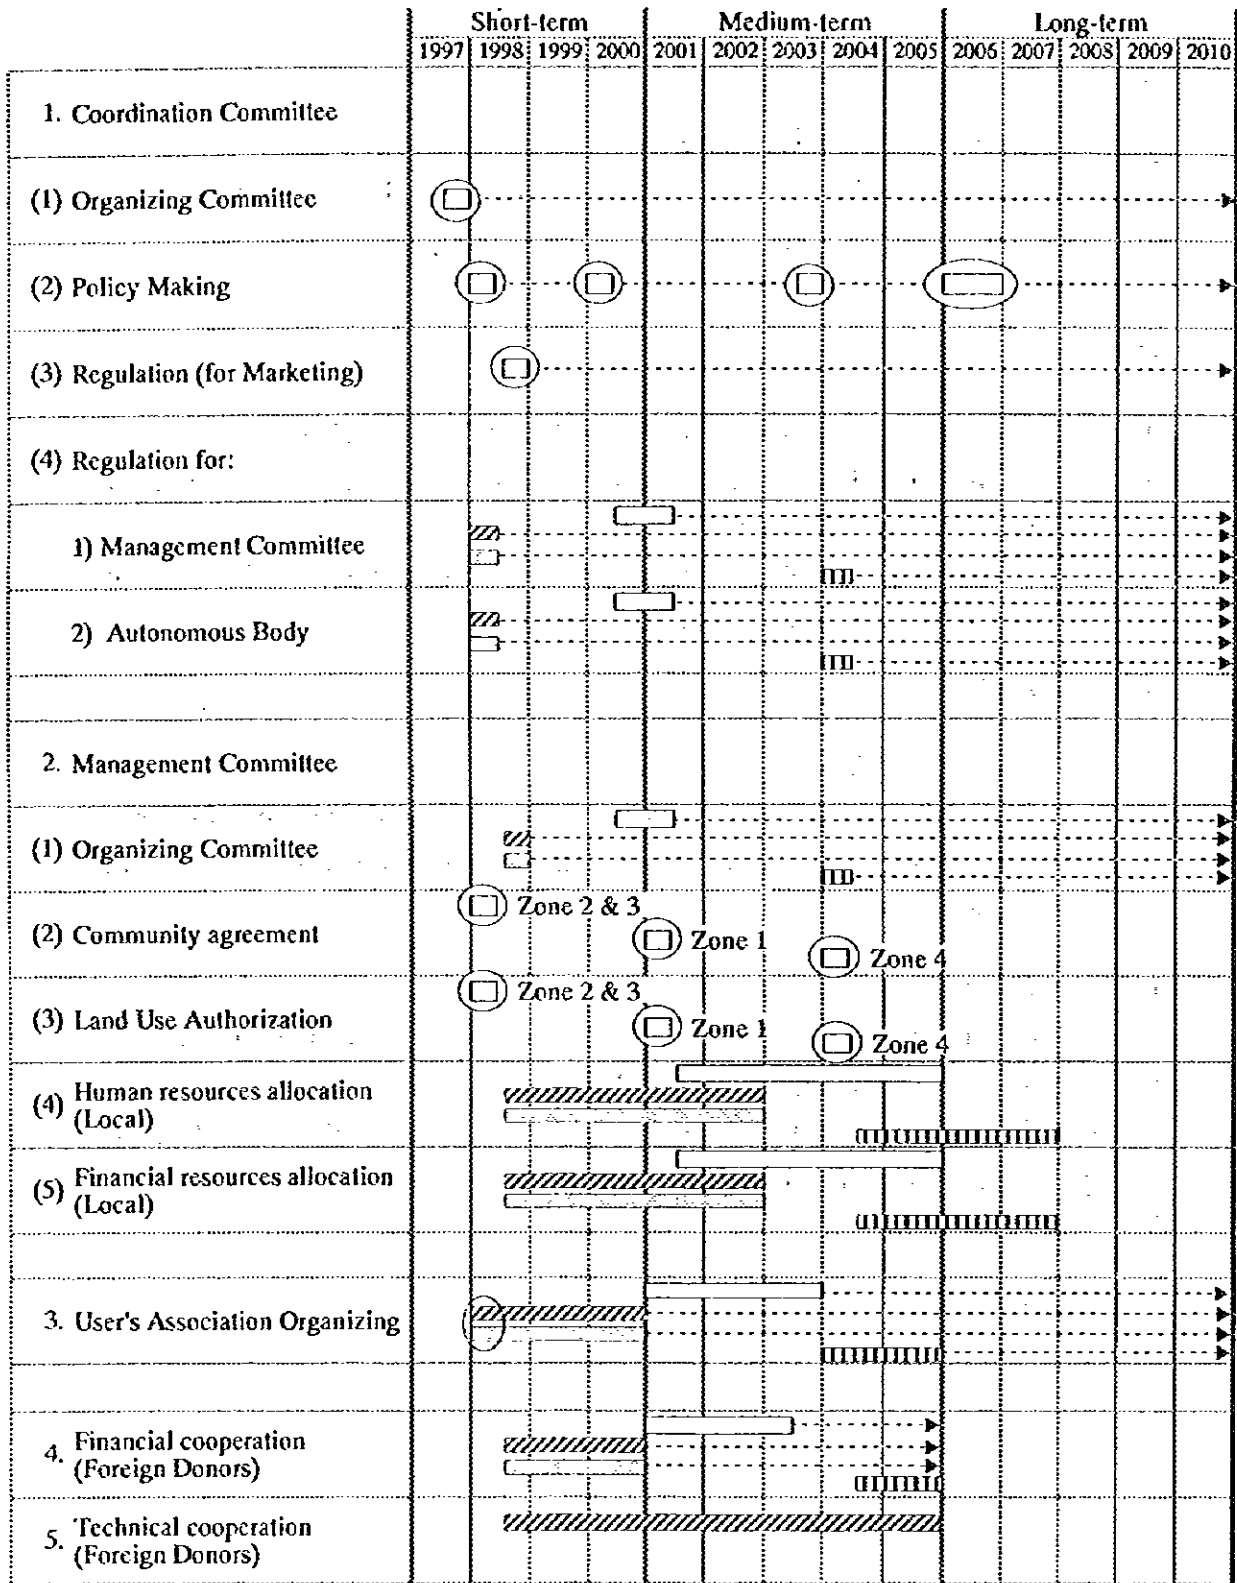 Short-term Medium-term Long-term
1997 1998 1999 2000 2001 2002 2003 2004 2005 2006 2007 2008 2009 2010
1. Coordination Committee
(1) Organizing Committee
(2) Policy Making
(3) Regulation (for Marketing)
(4) Regulation for:
1) Management Committee
2) Autonomous Body
2. Management Committee
(1) Organizing Committee
Zone 2 & 3
(2) Community agreement
Zone 1
Zone 4
Zone 2 & 3
(3) Land Use Authorization
Zone 1
Zone 4
(4) Human resources allocation
(Local)
(5) Financial resources allocation
(Local)
3. User's Association Organizing
4. Financial cooperation
(Foreign Donors)
5. Technical cooperation
(Foreign Donors)